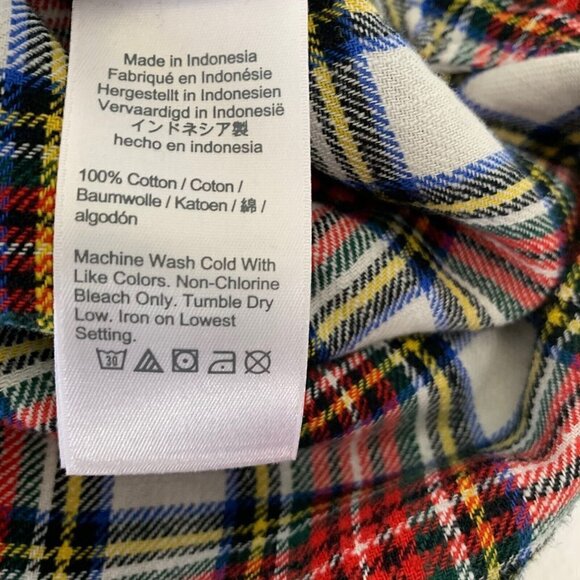 Made in Indonesia
Fabriqué en Indonésie
Hergestellt in Indonesien
Vervaardigd in Indonesië
インドネシア製
hecho en indonesia
100% Cotton / Coton /
Baumwolle / Katoen / 綿 /
algodón
Machine Wash Cold With
Like Colors. Non-Chlorine
Bleach Only. Tumble Dry
Low. Iron on Lowest
Setting.
30